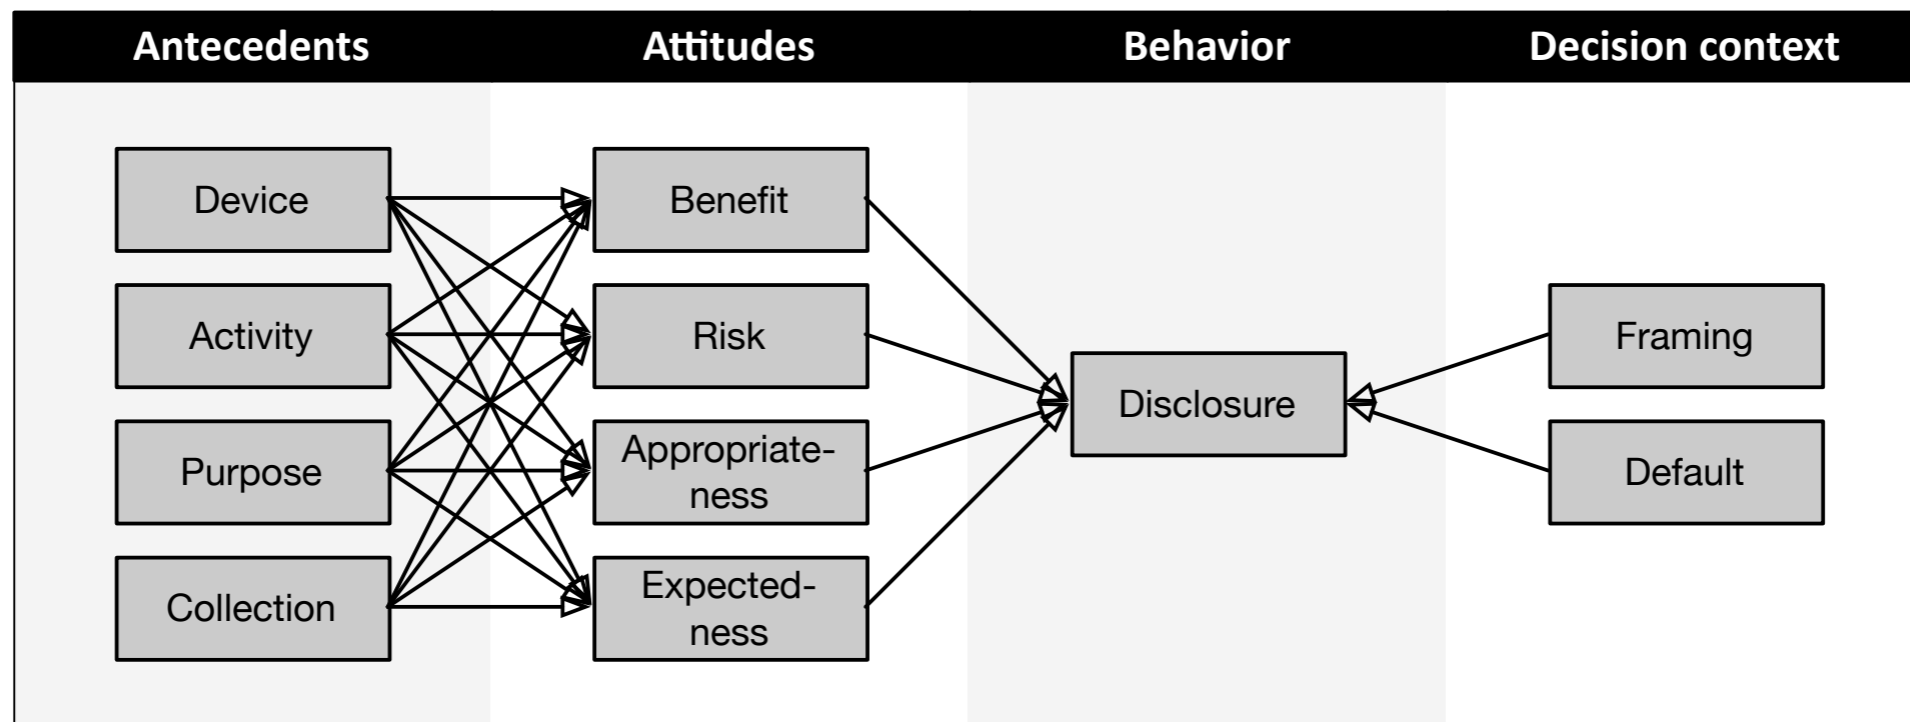 Antecedents
Attitudes
Behavior
Decision context
Device
Activity
Purpose
Collection
Benefit
Risk
Appropriate-
ness
Expected-
ness
Disclosure
Framing
Default